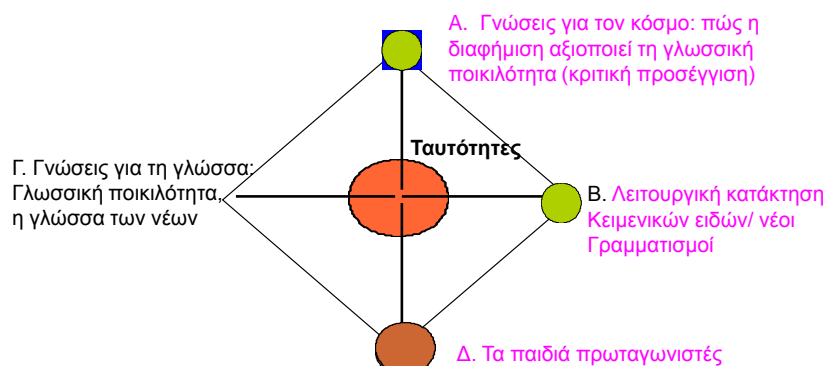 Α. Γνώσεις για τον κόσμο: πώς η
διαφήμιση αξιοποιεί τη γλωσσική
ποικιλότητα (κριτική προσέγγιση)
Ταυτότητες
Γ. Γνώσεις για τη γλώσσα:
Γλωσσική ποικιλότητα,
η γλώσσα των νέων
Β. Λειτουργική κατάκτηση
Κειμενικών ειδών/ νέοι
Γραμματισμοί
Δ. Τα παιδιά πρωταγωνιστές